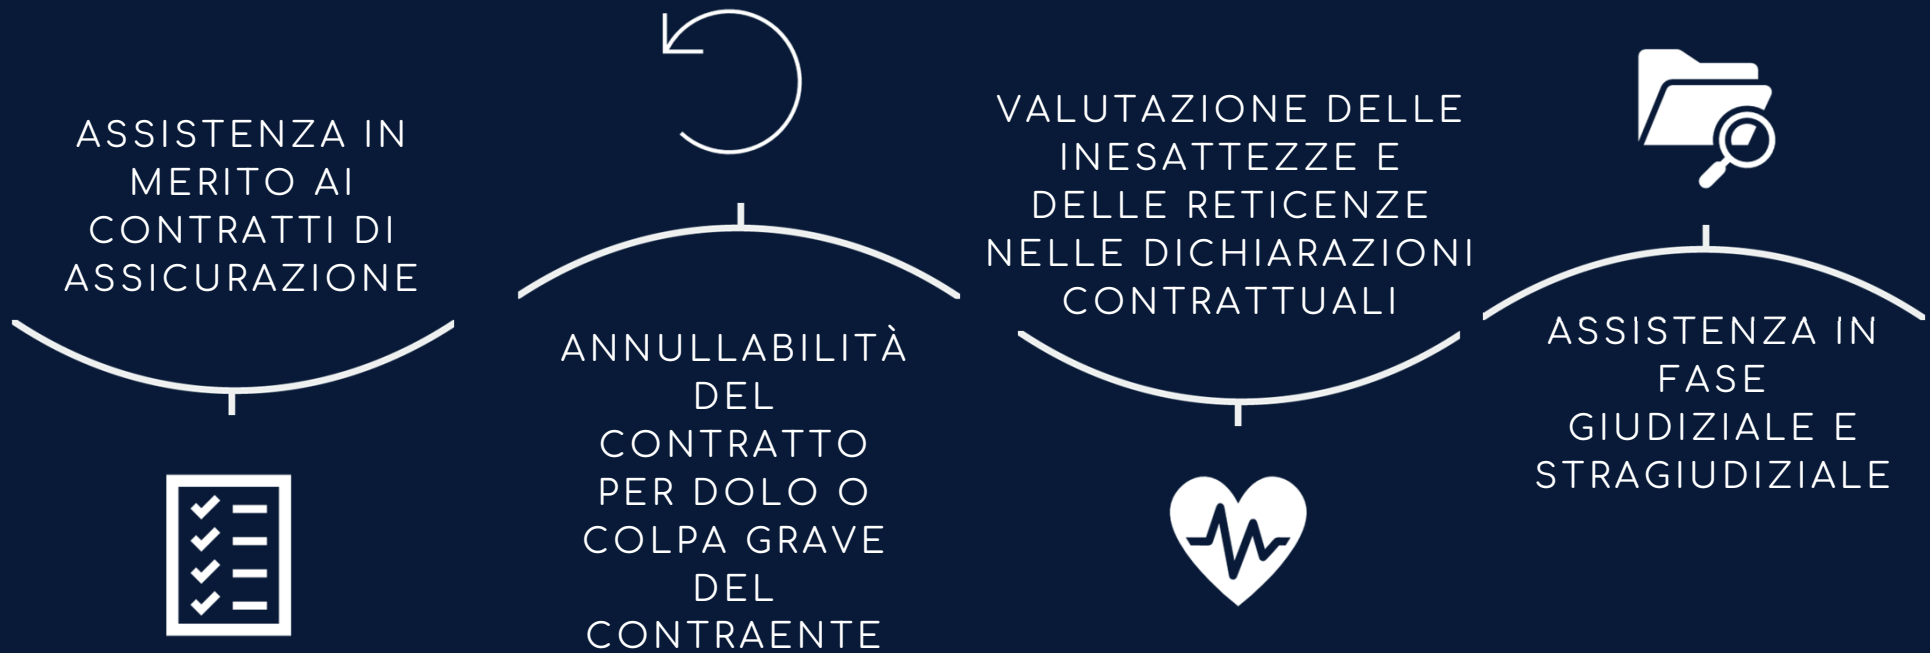 ASSISTENZA IN
MERITO AI
CONTRATTI DI
ASSICURAZIONE
ANNULLABILITÀ
DEL
CONTRATTO
PER DOLO O
COLPA GRAVE
DEL
CONTRAENTE
VALUTAZIONE DELLE
INESATTEZZE E
DELLE RETICENZE
NELLE DICHIARAZIONI
CONTRATTUALI
ASSISTENZA IN
FASE
GIUDIZIALE E
STRAGIUDIZIALE